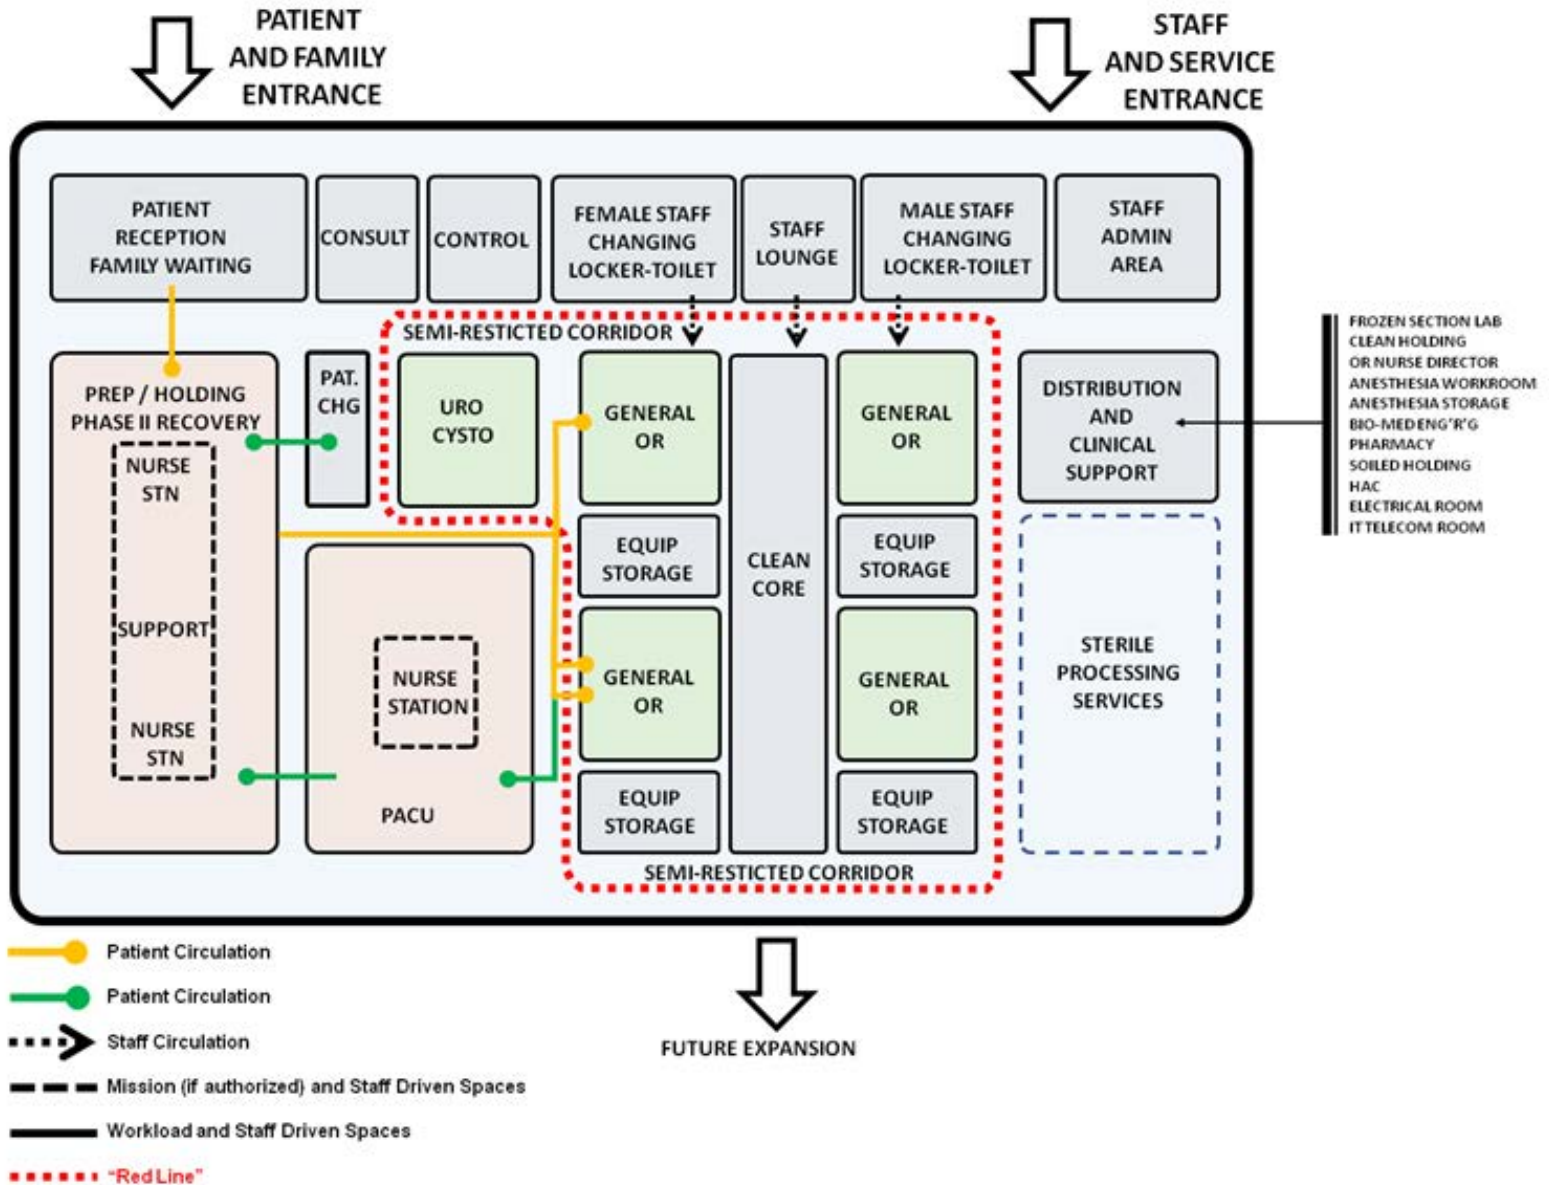 PATIENT
AND FAMILY
ENTRANCE
STAFF
AND SERVICE
ENTRANCE
PATIENT
RECEPTION
FAMILY WAITING
CONSULT
CONTROL
FEMALE STAFF
CHANGING
LOCKER-TOILET
STAFF
LOUNGE
MALE STAFF
CHANGING
LOCKER-TOILET
STAFF
ADMIN
AREA
SEMI-RESTICTED CORRIDOR
PREP / HOLDING
PHASE II RECOVERY
NURSE
STN
SUPPORT
NURSE
STN
PAT.
CHG
URO
CYSTO
GENERAL
OR
GENERAL
OR
DISTRIBUTION
AND
CLINICAL
SUPPORT
FROZEN SECTION LAB
CLEAN HOLDING
OR NURSE DIRECTOR
ANESTHESIA WORKROOM
ANESTHESIA STORAGE
BIO-MED ENG'R'G
PHARMACY
SOILED HOLDING
HAC
ELECTRICAL ROOM
IT TELECOM ROOM
EQUIP
STORAGE
CLEAN
CORE
EQUIP
STORAGE
NURSE
STATION
PACU
GENERAL
OR
GENERAL
OR
STERILE
PROCESSING
SERVICES
EQUIP
STORAGE
EQUIP
STORAGE
SEMI-RESTICTED CORRIDOR
Patient Circulation
Patient Circulation
Staff Circulation
Mission (if authorized) and Staff Driven Spaces
Workload and Staff Driven Spaces
"Red Line"
FUTURE EXPANSION